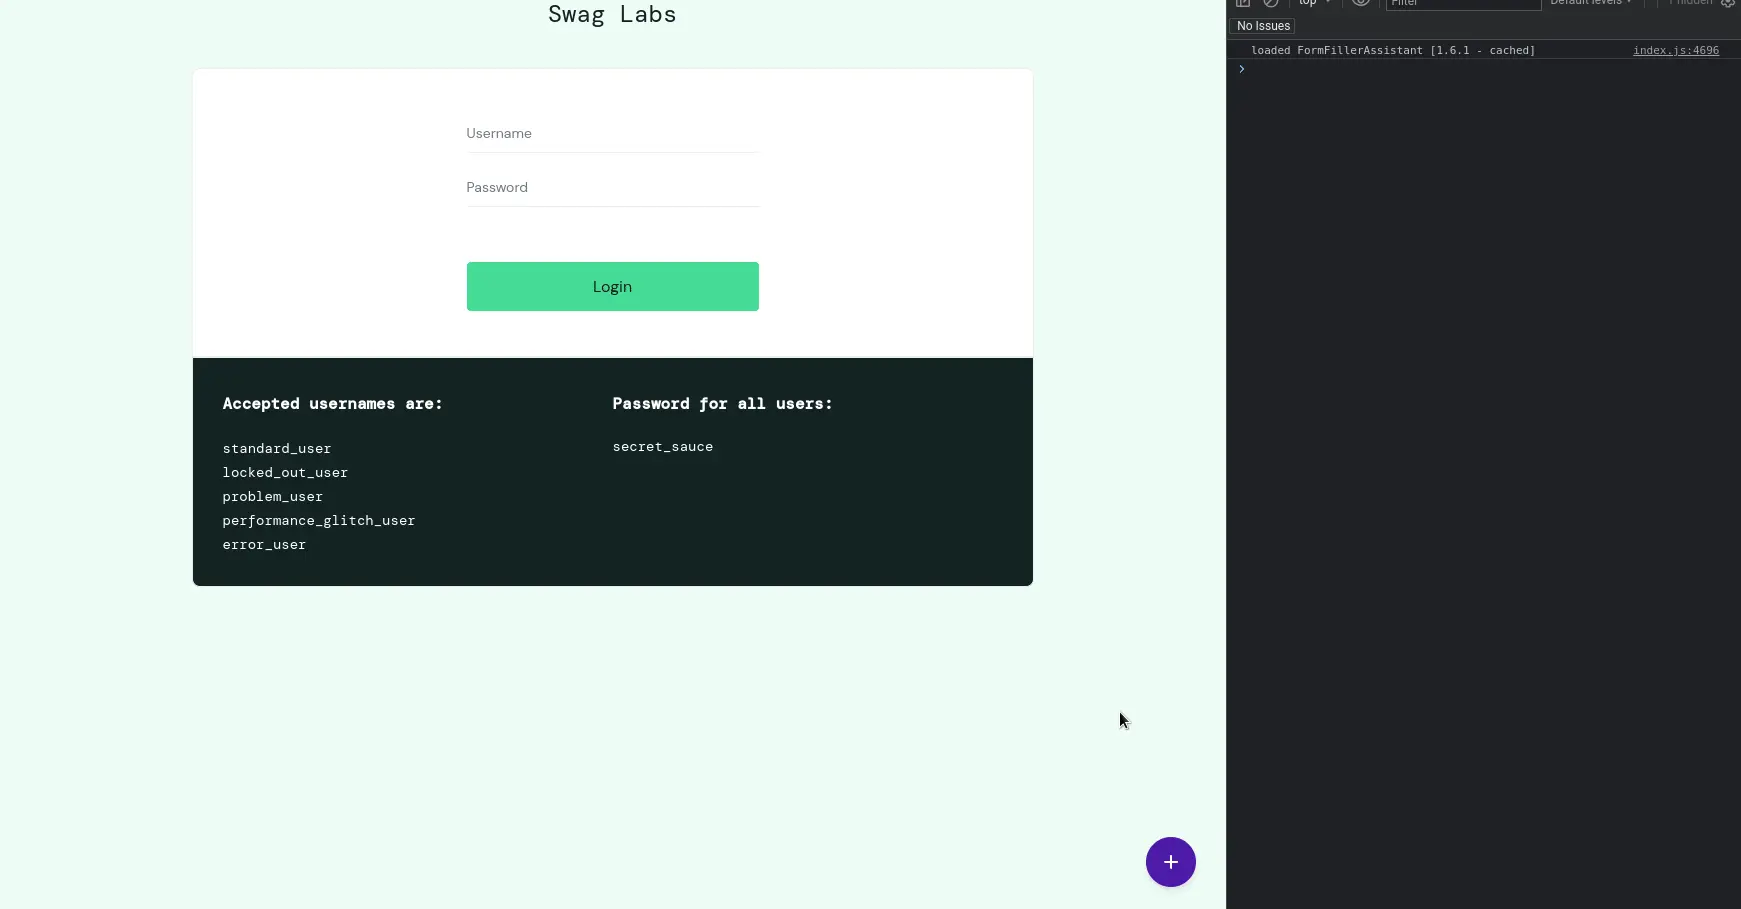 Swag Labs
Username
Password
Login
Accepted usernames are:
standard_user
locked_out_user
problem_user
performance_glitch_user
error_user
Password for all users:
secret_sauce
+
top
Filter
Default levels
1 hidden
No Issues
loaded FormFillerAssistant [1.6.1 - cached]
index.js:4696